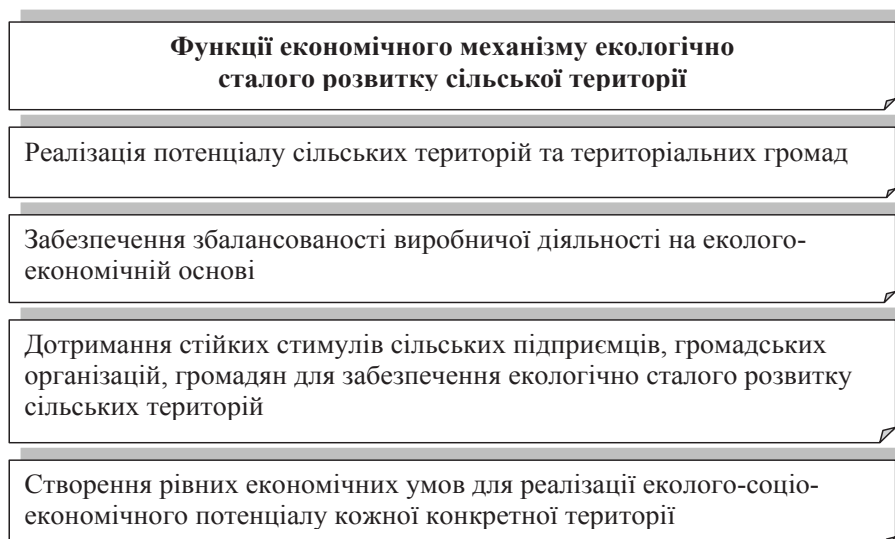 Функції економічного механізму екологічно
сталого розвитку сільської території
Реалізація потенціалу сільських територій та територіальних громад
Забезпечення збалансованості виробничої діяльності на еколого-
економічній основі
Дотримання стійких стимулів сільських підприємців, громадських
організацій, громадян для забезпечення екологічно сталого розвитку
сільських територій
Створення рівних економічних умов для реалізації еколого-соціо-
економічного потенціалу кожної конкретної території